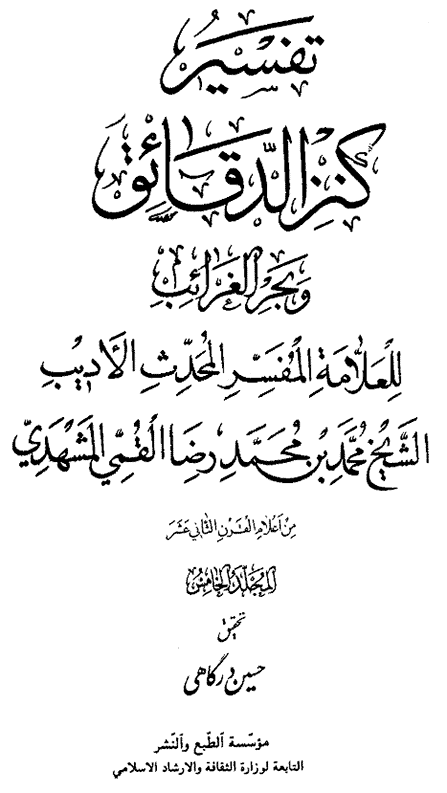 تفسير
كنز الدقائق
وبحر الغرائب
للعلامة المفسر المحدث الأديب
الشيخ محمد بن محمد رضا القمي المشهدي
من أعلام القرن الثاني عشر
المجلد الخامس
تحقيق
حسين درگاهى
مؤسسة الطبع والنشر
التابعة لوزارة الثقافة والارشاد الاسلامي